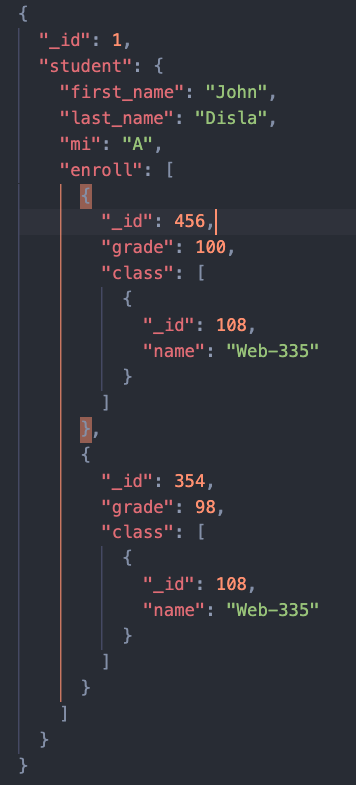 {
  "_id": 1,
  "student": {
    "first_name": "John",
    "last_name": "Disla",
    "mi": "A",
    "enroll": [
      {
        "_id": 456,
        "grade": 100,
        "class": [
          {
            "_id": 108,
            "name": "Web-335"
          }
        ]
      },
      {
        "_id": 354,
        "grade": 98,
        "class": [
          {
            "_id": 108,
            "name": "Web-335"
          }
        ]
      }
    ]
  }
}